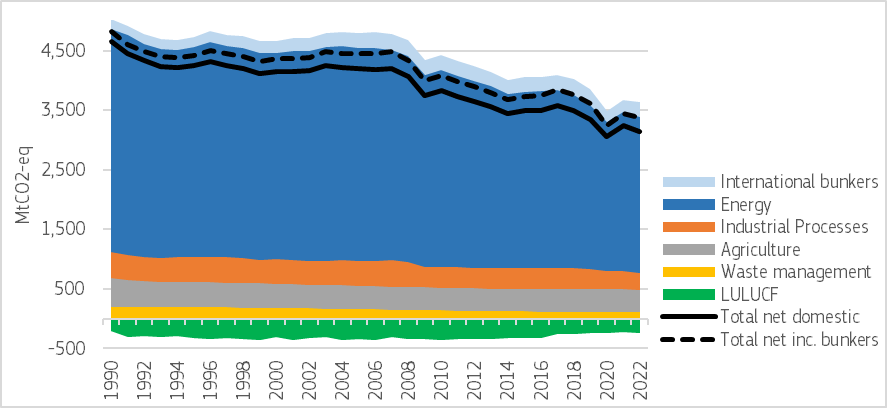 4,500
3,500
2,500
1,500
500
-500
MtCO2-eq
1990
1992
1994
1996
1998
2000
2002
2004
2006
2008
2010
2012
2014
2016
2018
2020
2022
International bunkers
Energy
Industrial Processes
Agriculture
Waste management
LULUCF
Total net domestic
Total net inc. bunkers